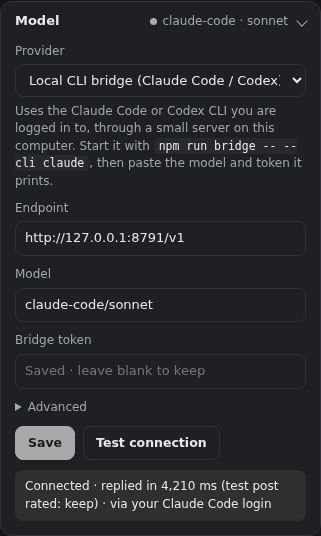 Model
claude-code · sonnet
Provider
Local CLI bridge (Claude Code / Codex)
Uses the Claude Code or Codex CLI you are
logged in to, through a small server on this
computer. Start it with npm run bridge -- --
cli claude, then paste the model and token it
prints.
Endpoint
http://127.0.0.1:8791/v1
Model
claude-code/sonnet
Bridge token
Saved · leave blank to keep
Advanced
Save
Test connection
Connected · replied in 4,210 ms (test post
rated: keep) · via your Claude Code login